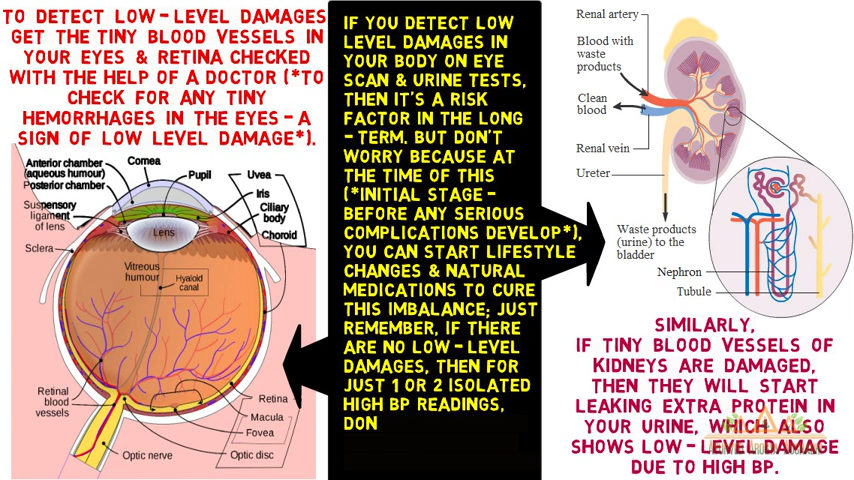 TO DETECT LOW-LEVEL DAMAGES
GET THE TINY BLOOD VESSELS IN
YOUR EYES & RETINA CHECKED
WITH THE HELP OF A DOCTOR (*TO
CHECK FOR ANY TINY
HEMORRHAGES IN THE EYES - A
SIGN OF LOW LEVEL DAMAGE*).
Anterior chamber
(aqueous humour)
Posterior chamber
Cornea
Pupil
Uvea
Iris
Ciliary
body
Choroid
Suspensory
ligament
of lens
Lens
Sclera
Vitreous
humour
Hyaloid
canal
Retinal
blood
vessels
Retina
Macula
Fovea
Optic nerve
Optic disc
IF YOU DETECT LOW
LEVEL DAMAGES IN
YOUR BODY ON EYE
SCAN & URINE TESTS,
THEN IT'S A RISK
FACTOR IN THE LONG
- TERM. BUT DON'T
WORRY BECAUSE AT
THE TIME OF THIS
(*INITIAL STAGE -
BEFORE ANY SERIOUS
COMPLICATIONS DEVELOP*),
YOU CAN START LIFESTYLE
CHANGES & NATURAL
MEDICATIONS TO CURE
THIS IMBALANCE; JUST
REMEMBER, IF THERE
ARE NO LOW-LEVEL
DAMAGES, THEN FOR
JUST 1 OR 2 ISOLATED
HIGH BP READINGS,
DON
Renal artery
Blood with
waste
products
Clean
blood
Renal vein
Ureter
Waste products
(urine) to the
bladder
Nephron
Tubule
SIMILARLY,
IF TINY BLOOD VESSELS OF
KIDNEYS ARE DAMAGED,
THEN THEY WILL START
LEAKING EXTRA PROTEIN IN
YOUR URINE, WHICH ALSO
SHOWS LOW-LEVEL DAMAGE
DUE TO HIGH BP.